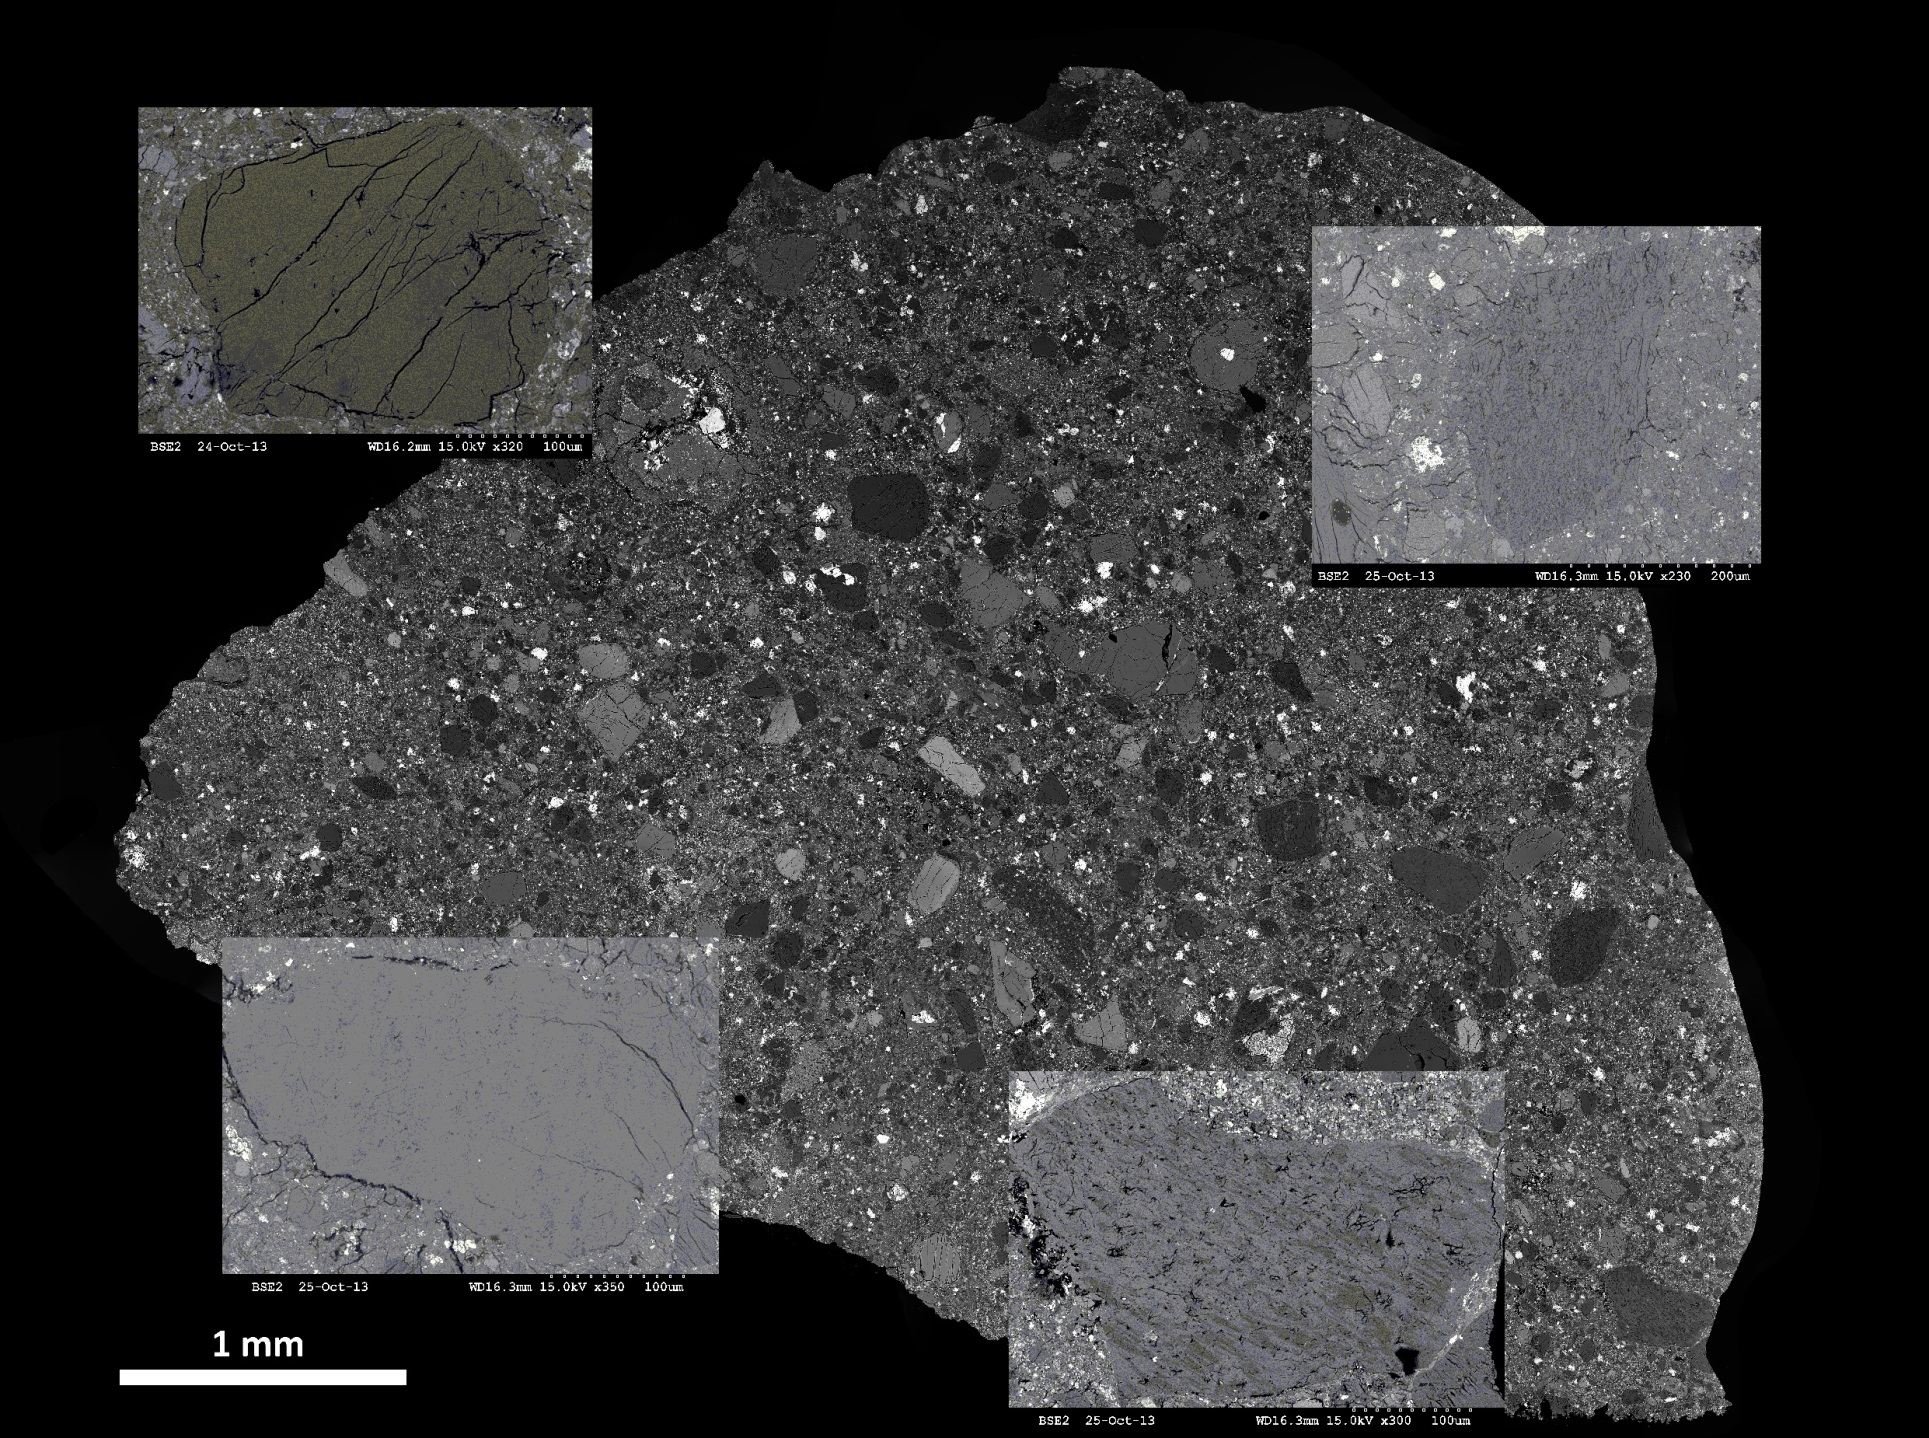 BSE2 24-Oct-13 WD16.2mm 15.0kV x320 100um
BSE2 25-Oct-13 WD16.3mm 15.0kV x230 200um
BSE2 25-Oct-13 WD16.3mm 15.0kV x350 100um
1 mm
BSE2 25-Oct-13 WD16.3mm 15.0kV x300 100um